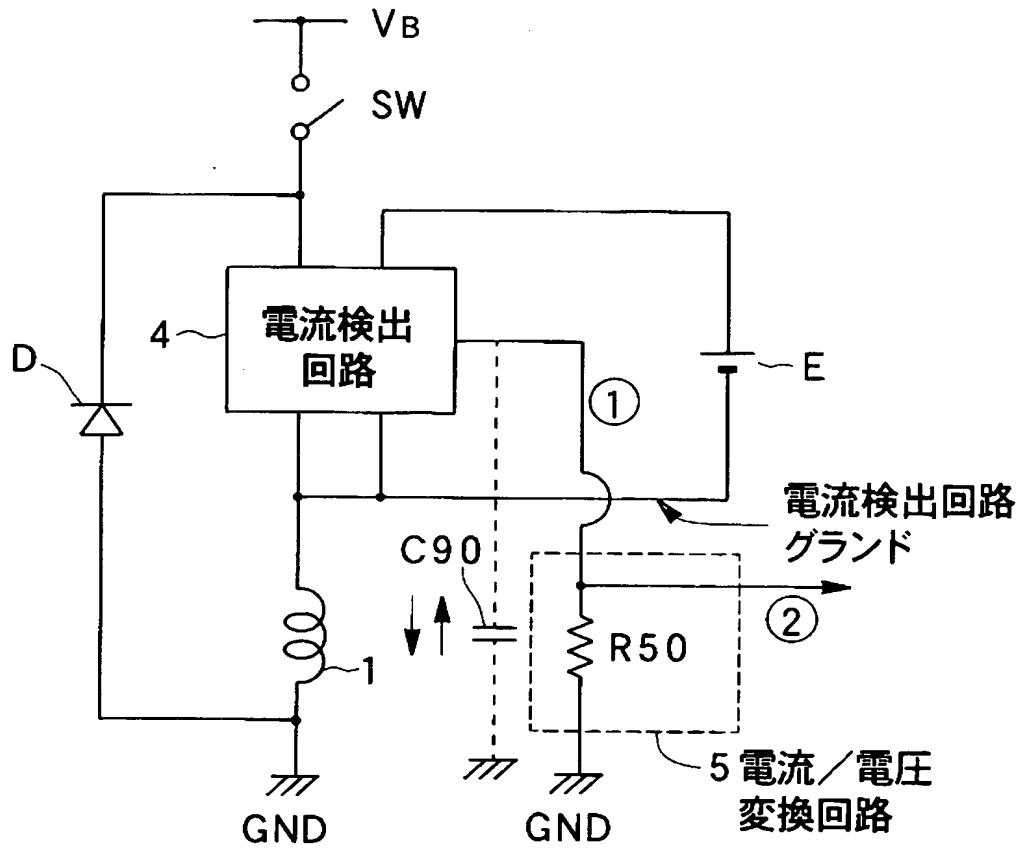 VB
SW
電流検出
回路
4
D
E
①
電流検出回路
グランド
C90
②
R50
1
5 電流／電圧
変換回路
GND
GND